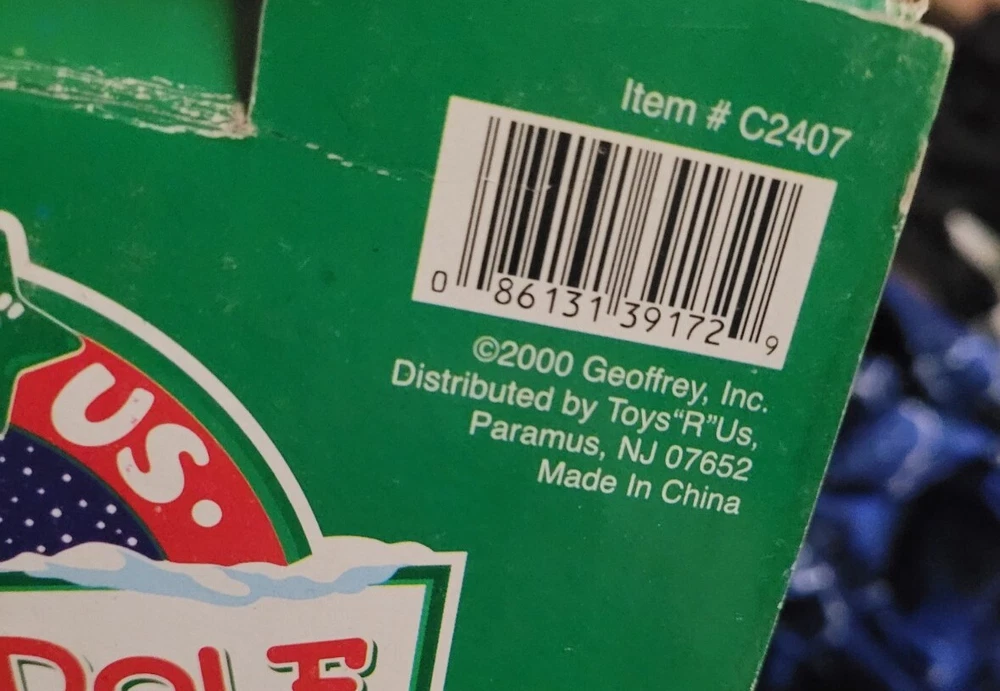 Item # C2407
0 86131 39172 9
©2000 Geoffrey, Inc.
Distributed by Toys“R”Us,
Paramus, NJ 07652
Made In China
US.